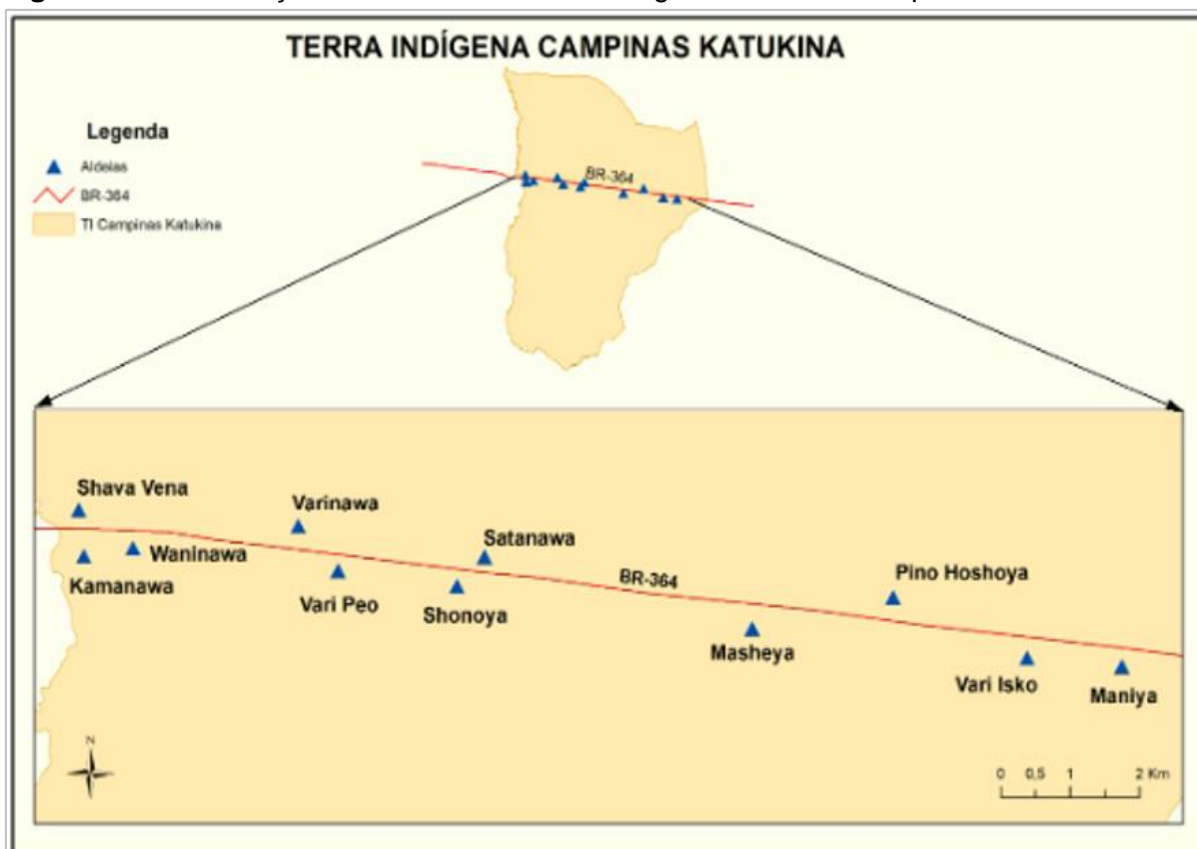 TERRA INDÍGENA CAMPINAS KATUKINA
Legenda
Aldeias
BR-364
TI Campinas Katukina
BR-364
Shava Vena
Varinawa
Waninawa
Kamanawa
Satanawa
BR-364
Vari Peo
Shonoya
Pino Hoshoya
Masheya
Vari Isko
Maniya
N
0 0,5 1 2 Km